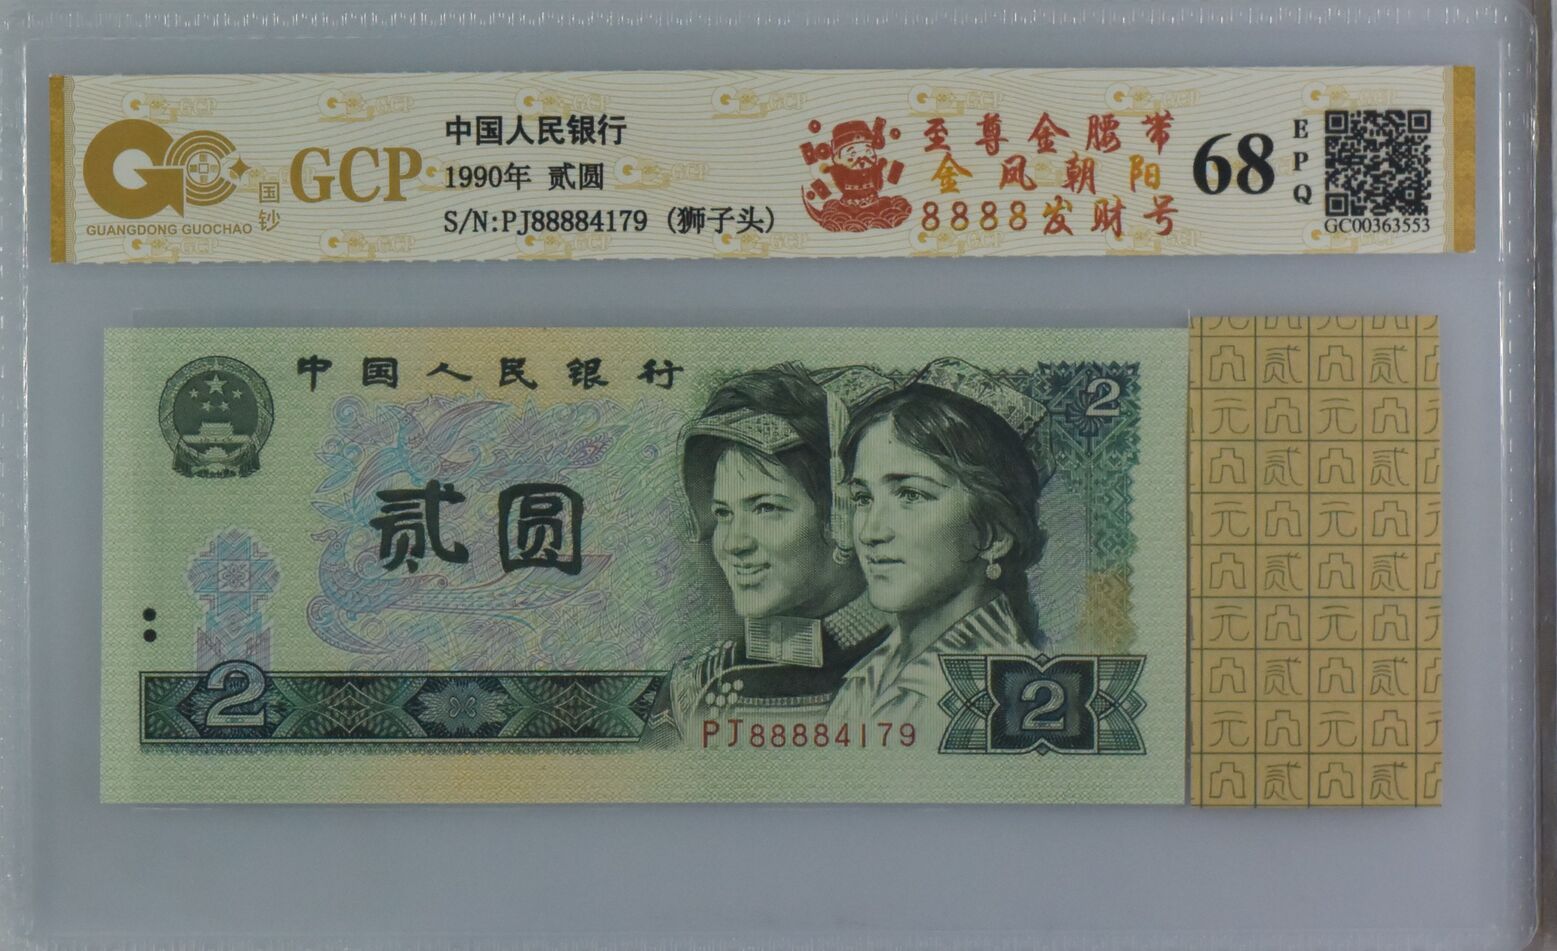 GCP
GUANGDONG GUOCHAO
国钞
中国人民银行
1990年 贰圆
S/N:PJ88884179 (狮子头)
至尊金腰带
金凤朝阳
8888发财号
68
EPQ
GC00363553
中国人民银行
2
贰圆
2
2
PJ88884179